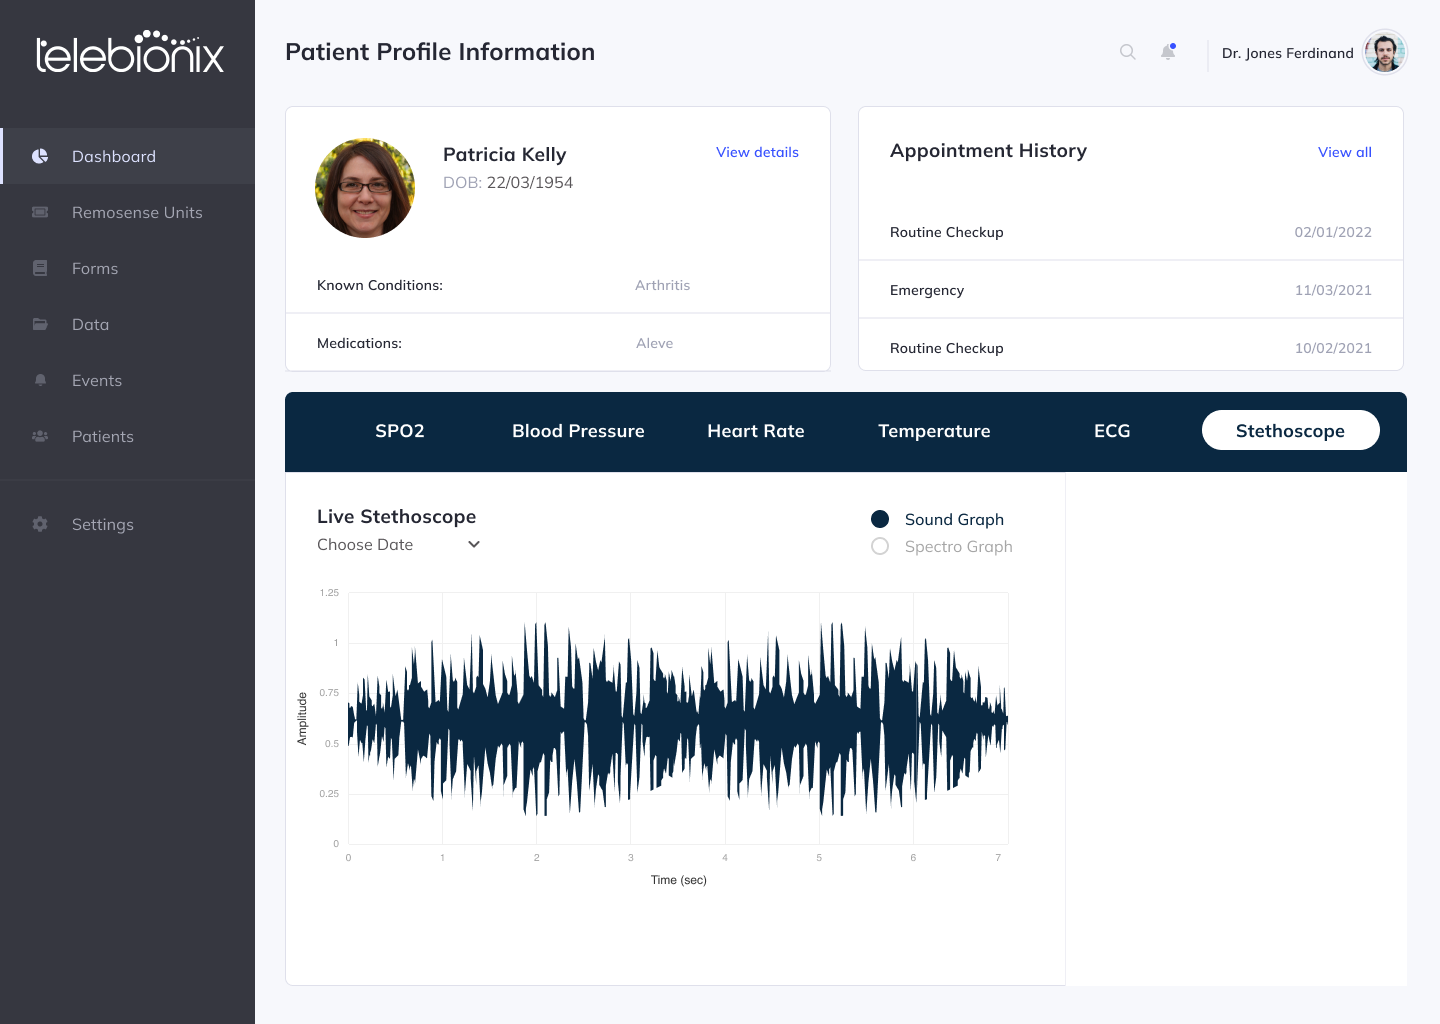 telebionix
Patient Profile Information
Dr. Jones Ferdinand
Dashboard
Remosense Units
Forms
Data
Events
Patients
Settings
Patricia Kelly
View details
DOB: 22/03/1954
Known Conditions: Arthritis
Medications: Aleve
Appointment History
View all
Routine Checkup 02/01/2022
Emergency 11/03/2021
Routine Checkup 10/02/2021
SPO2 Blood Pressure Heart Rate Temperature ECG Stethoscope
Live Stethoscope
Choose Date
Sound Graph
Spectro Graph
1.25
1
0.75
0.5
0.25
0
Amplitude
0 1 2 3 4 5 6 7
Time (sec)